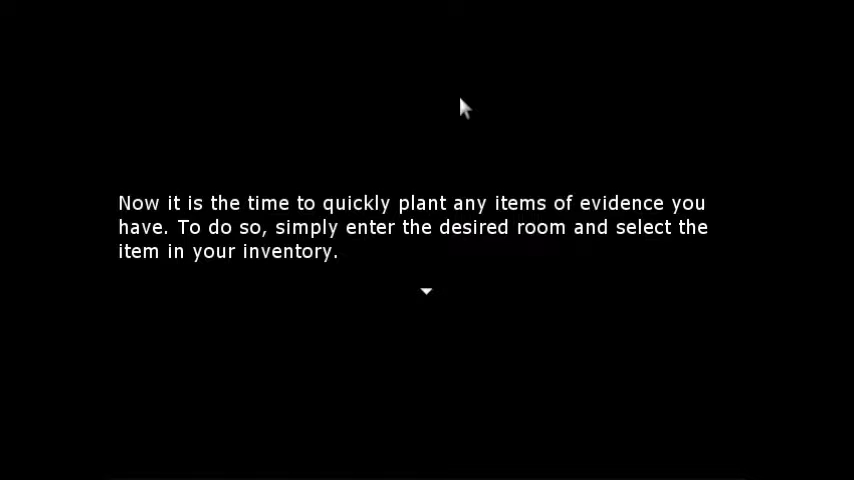 Now it is the time to quickly plant any items of evidence you
have. To do so, simply enter the desired room and select the
item in your inventory.